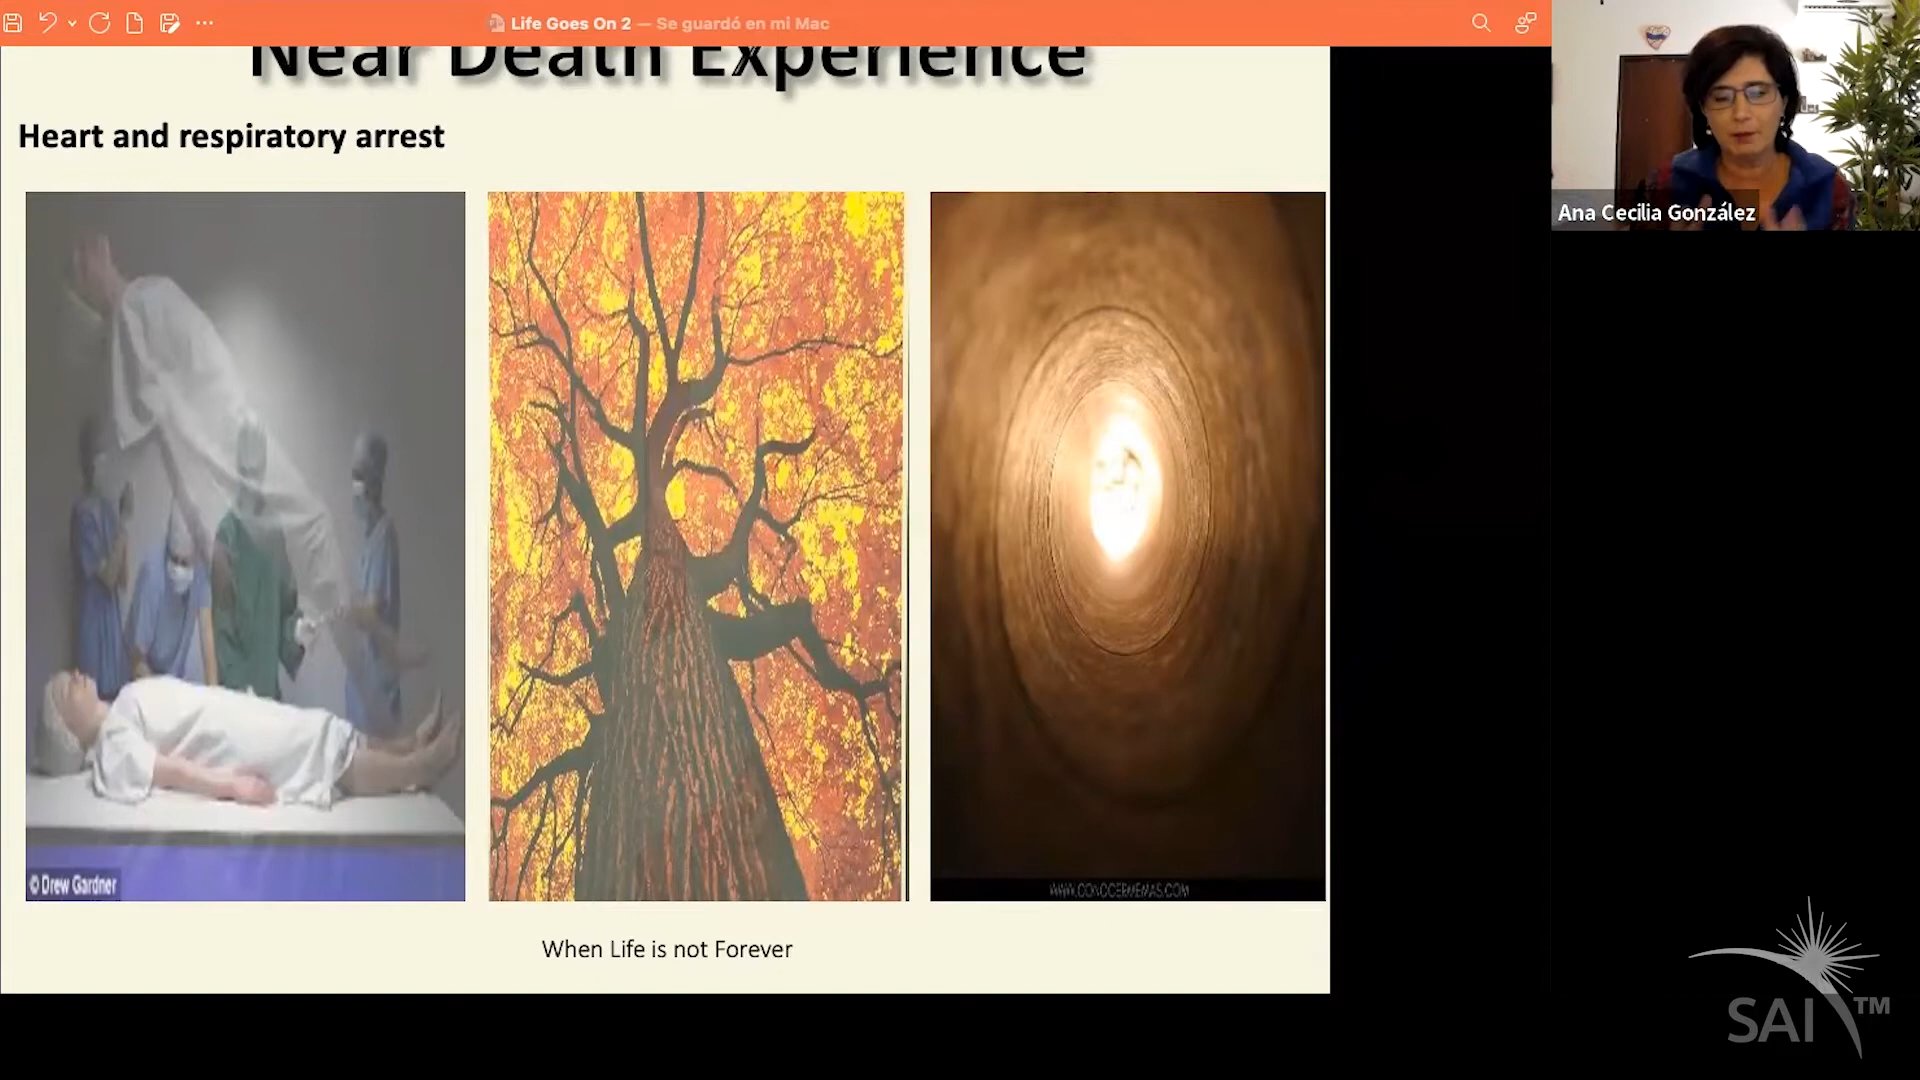 Life Goes On 2 — Se guardó en mi Mac
Near Death Experience
Heart and respiratory arrest
Ana Cecilia González
© Drew Gardner
WWW.CONOCERMEMAS.COM
When Life is not Forever
SAI™